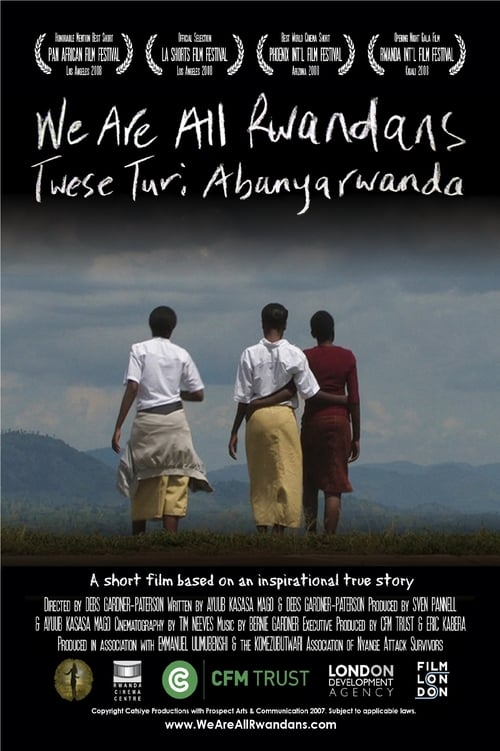 HONORABLE MENTION BEST SHORT
PAN AFRICAN FILM FESTIVAL
LOS ANGELES 2008
OFFICIAL SELECTION
LA SHORTS FILM FESTIVAL
LOS ANGELES 2008
BEST WORLD CINEMA SHORT
PHOENIX INT'L FILM FESTIVAL
ARIZONA 2008
OPENING NIGHT GALA FILM
RWANDA INT'L FILM FESTIVAL
KIGALI 2008
WE ARE ALL RWANDANS
TWESE TURI ABANYARWANDA
A short film based on an inspirational true story
DIRECTED BY DEBS GARDNER-PATERSON WRITTEN BY AYUUB KASASA MAGO & DEBS GARDNER-PATERSON PRODUCED BY SVEN PANNELL
& AYUUB KASASA MAGO CINEMATOGRAPHY BY TIM NEEVES MUSIC BY BERNIE GARDNER EXECUTIVE PRODUCED BY CFM TRUST & ERIC KABERA
PRODUCED IN ASSOCIATION WITH EMMANUEL ULIMUBENSHI & THE KOMEZUBUTWARI ASSOCIATION OF NYANGE ATTACK SURVIVORS
RWANDA
CINEMA
CENTRE
CFM TRUST
LONDON
DEVELOPMENT
AGENCY
FILM
LON
DON
Copyright Catsiye Productions with Prospect Arts & Communication 2007. Subject to applicable laws.
www.WeAreAllRwandans.com